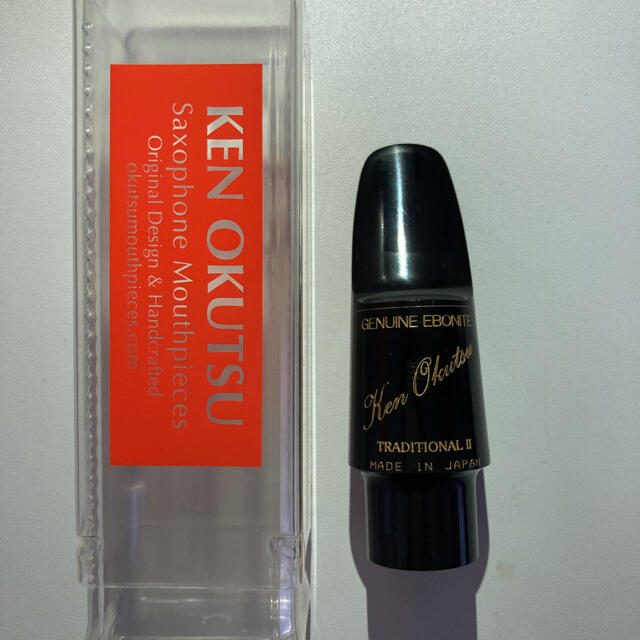 KEN OKUTSU
Saxophone Mouthpieces
Original Design & Handcrafted
okutsumouthpieces.com
GENUINE EBONITE
Ken Okutsu
TRADITIONAL II
MADE IN JAPAN